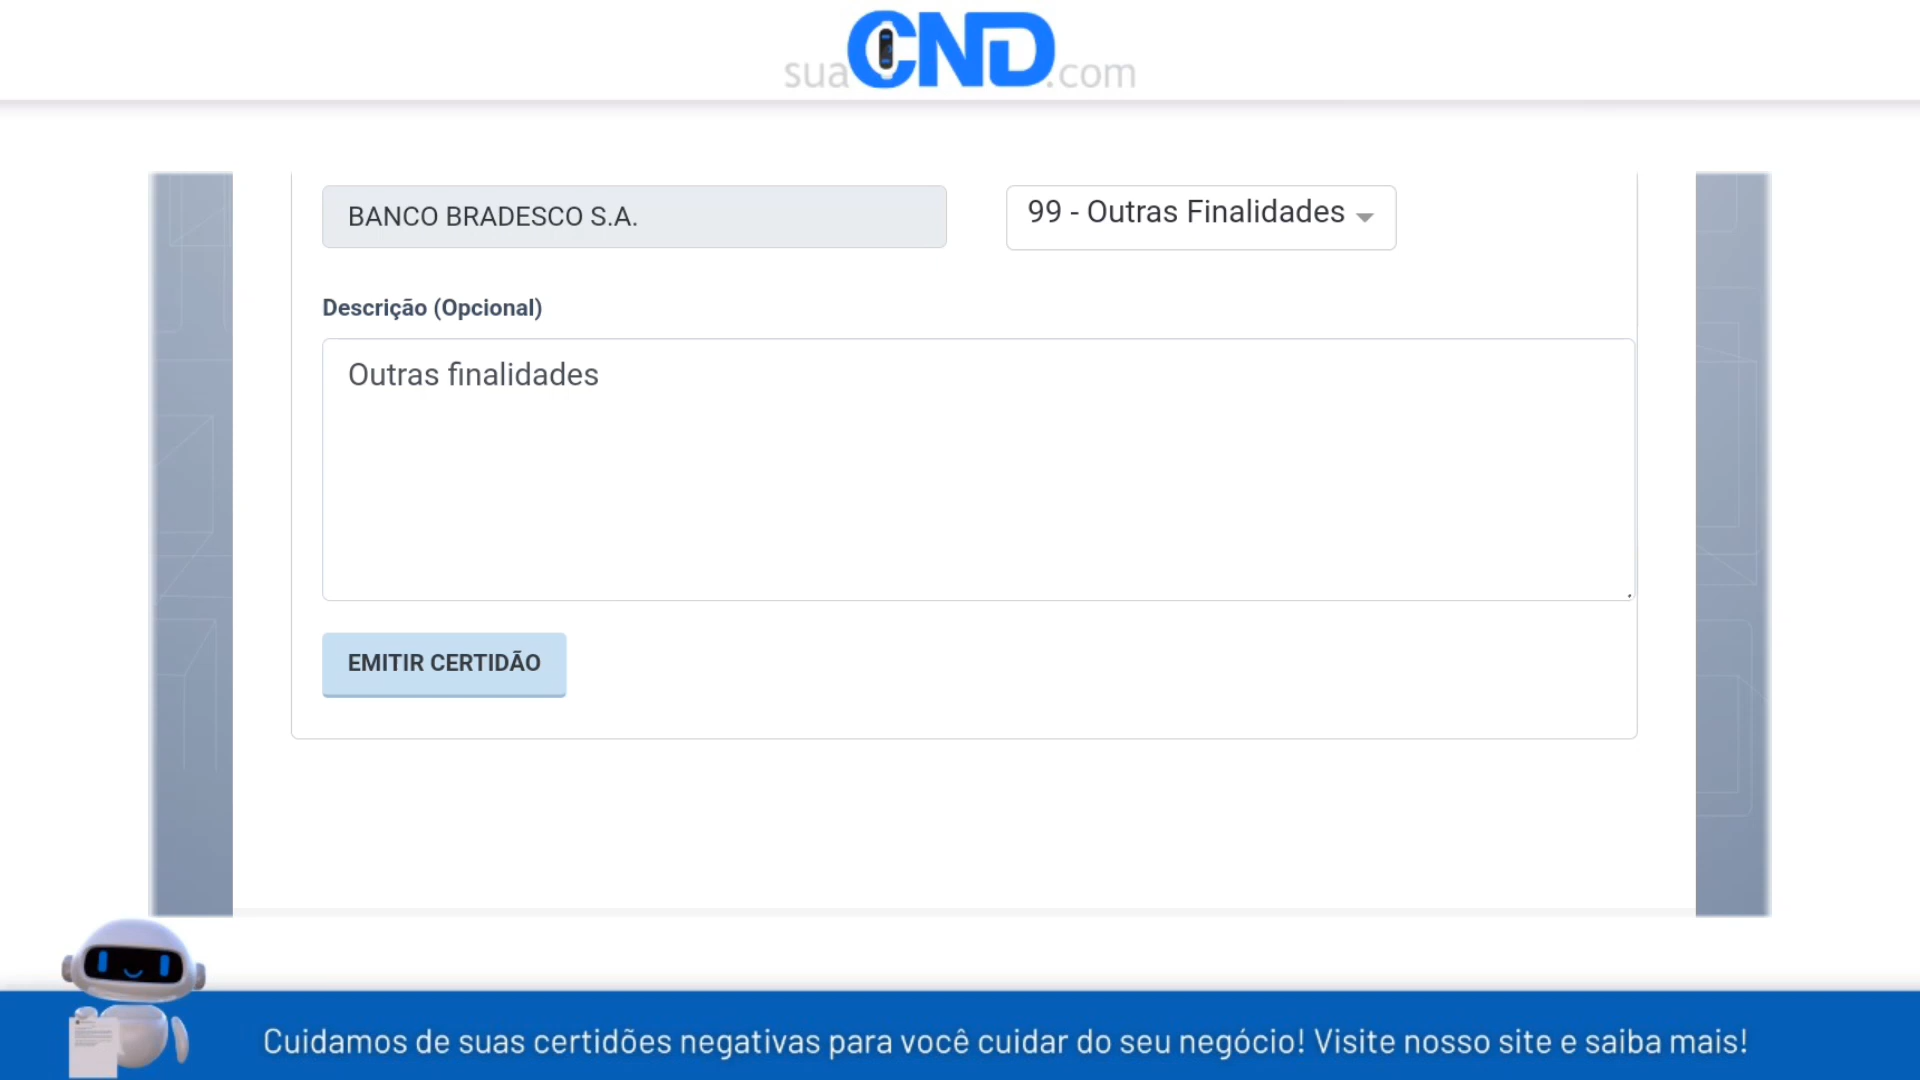 suaCND.com
BANCO BRADESCO S.A.
99 - Outras Finalidades
Descrição (Opcional)
Outras finalidades
EMITIR CERTIDÃO
Cuidamos de suas certidões negativas para você cuidar do seu negócio! Visite nosso site e saiba mais!